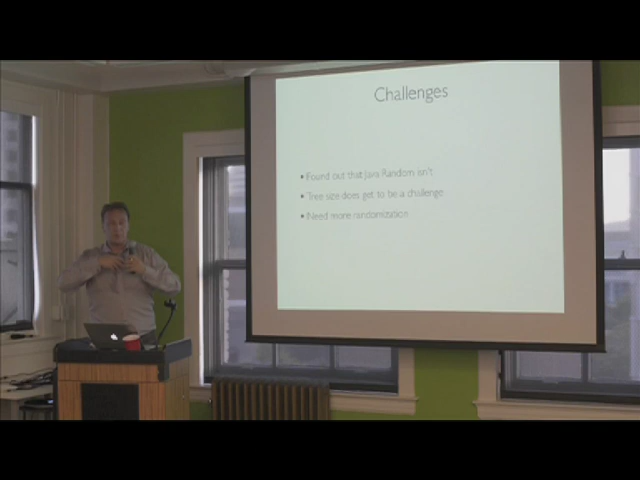 Challenges
• Found out that Java Random isn't
• Tree size does get to be a challenge
• Need more randomization